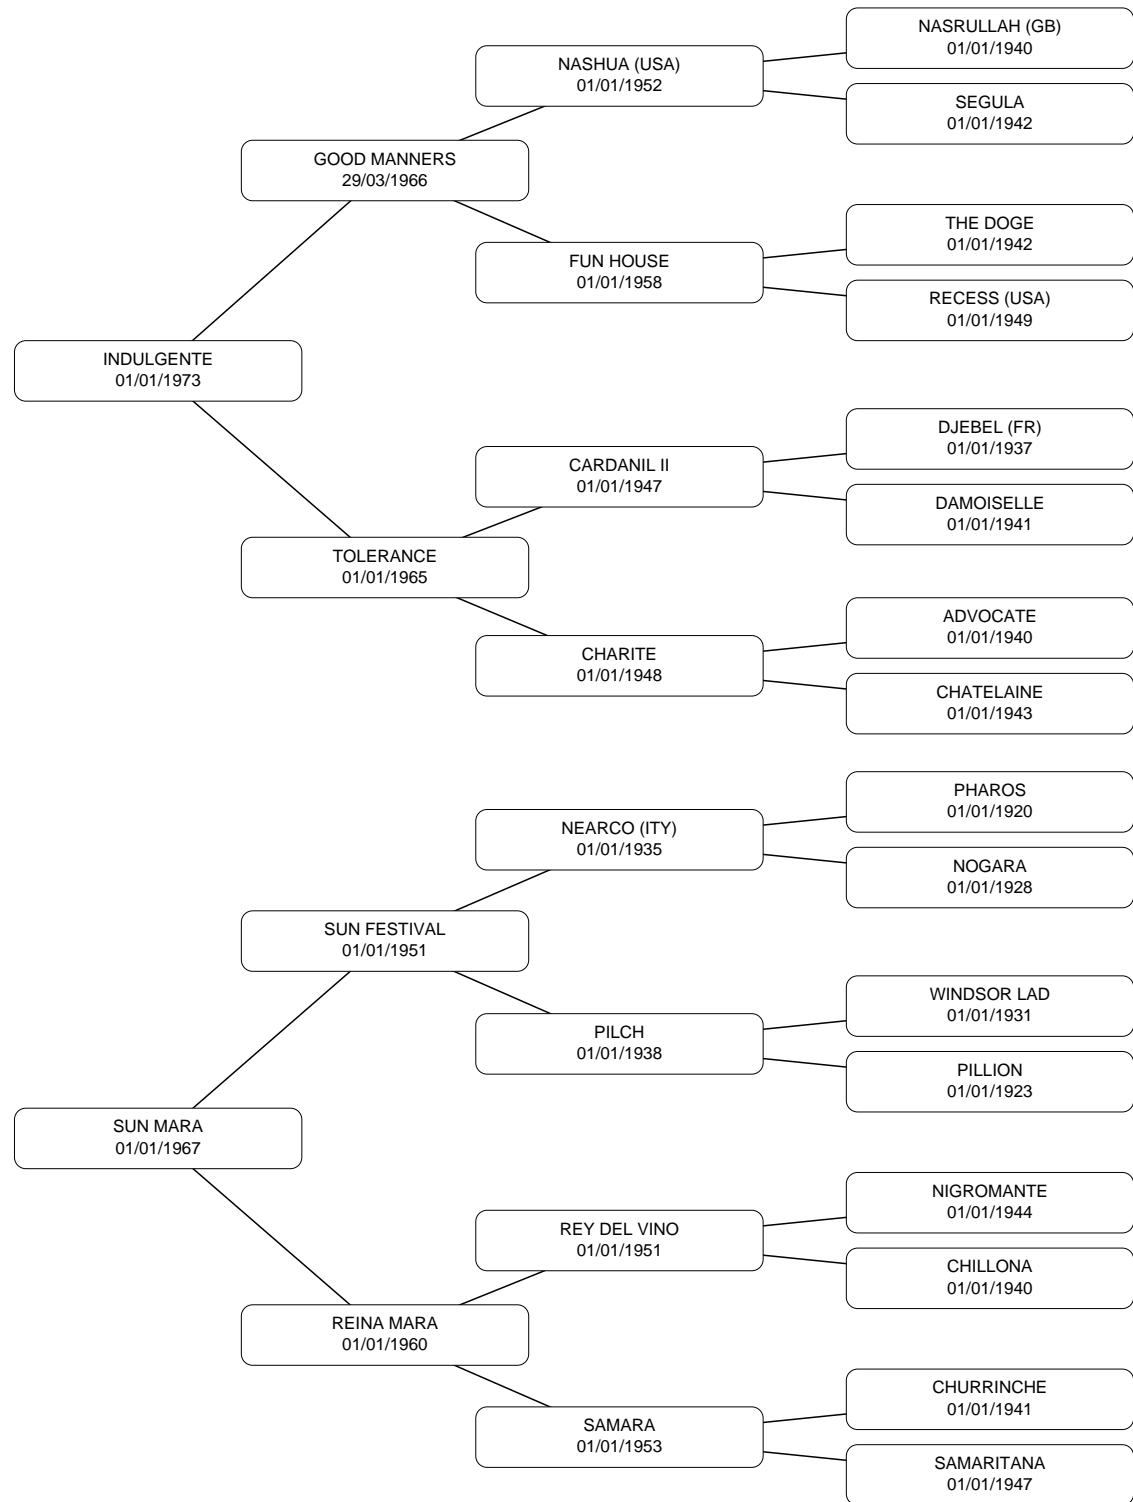 NASRULLAH (GB)
01/01/1940
NASHUA (USA)
01/01/1952
SEGULA
01/01/1942
GOOD MANNERS
29/03/1966
THE DOGE
01/01/1942
FUN HOUSE
01/01/1958
RECESS (USA)
01/01/1949
INDULGENTE
01/01/1973
DJEBEL (FR)
01/01/1937
CARDANIL II
01/01/1947
DAMOISELLE
01/01/1941
TOLERANCE
01/01/1965
ADVOCATE
01/01/1940
CHARITE
01/01/1948
CHATELAINE
01/01/1943
PHAROS
01/01/1920
NEARCO (ITY)
01/01/1935
NOGARA
01/01/1928
SUN FESTIVAL
01/01/1951
WINDSOR LAD
01/01/1931
PILCH
01/01/1938
PILLION
01/01/1923
SUN MARA
01/01/1967
NIGROMANTE
01/01/1944
REY DEL VINO
01/01/1951
CHILLONA
01/01/1940
REINA MARA
01/01/1960
CHURRINCHE
01/01/1941
SAMARA
01/01/1953
SAMARITANA
01/01/1947